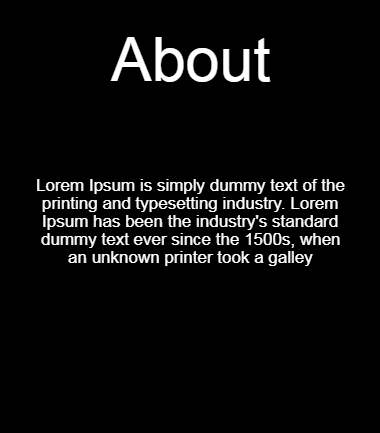 About
Lorem Ipsum is simply dummy text of the
printing and typesetting industry. Lorem
Ipsum has been the industry's standard
dummy text ever since the 1500s, when
an unknown printer took a galley